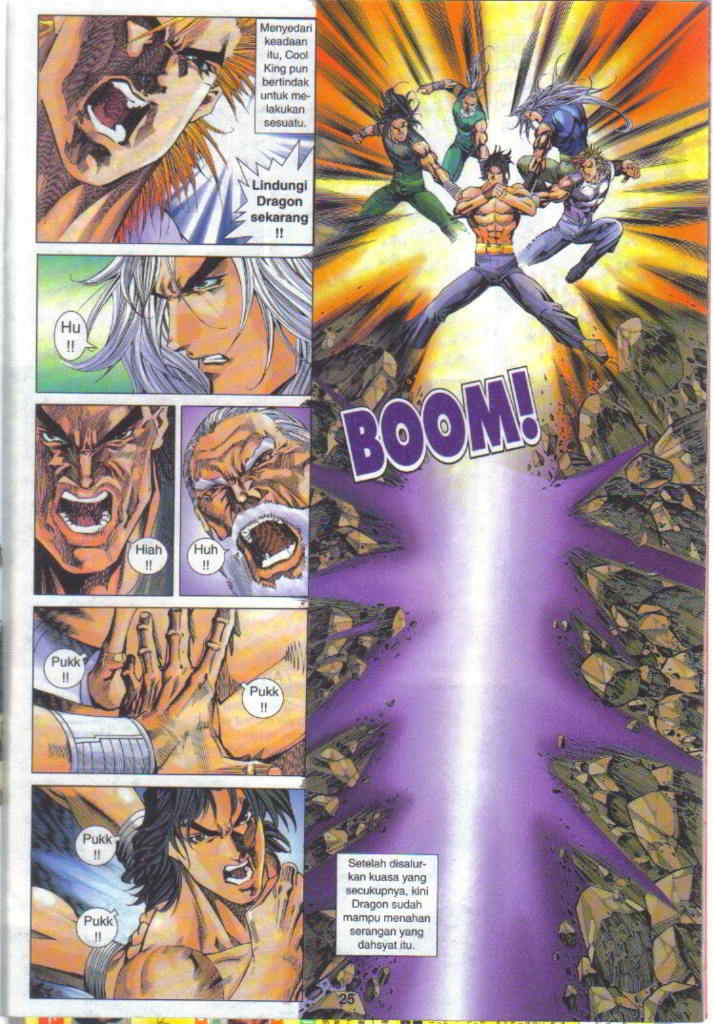 Menyedari
keadaan
itu, Cool
King pun
bertindak
untuk me-
lakukan
sesuatu.
Lindungi
Dragon
sekarang
!!
Hu
!!
Hiah
!!
Huh
!!
Pukk
!!
Pukk
!!
Pukk
!!
Pukk
!!
BOOM!
Setelah disalur-
kan kuasa yang
secukupnya, kini
Dragon sudah
mampu menahan
serangan yang
dahsyat itu.
25